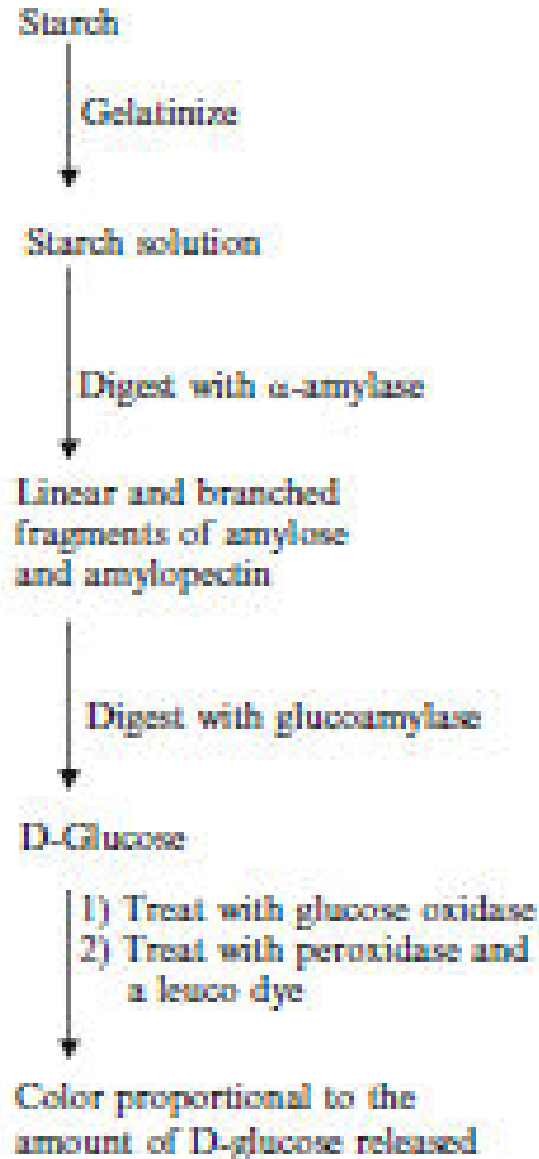 Starch
Gelatinize
Starch solution
Digest with α-amylase
Linear and branched
fragments of amylose
and amylopectin
Digest with glucoamylase
D-Glucose
1) Treat with glucose oxidase
2) Treat with peroxidase and
a leuco dye
Color proportional to the
amount of D-glucose released